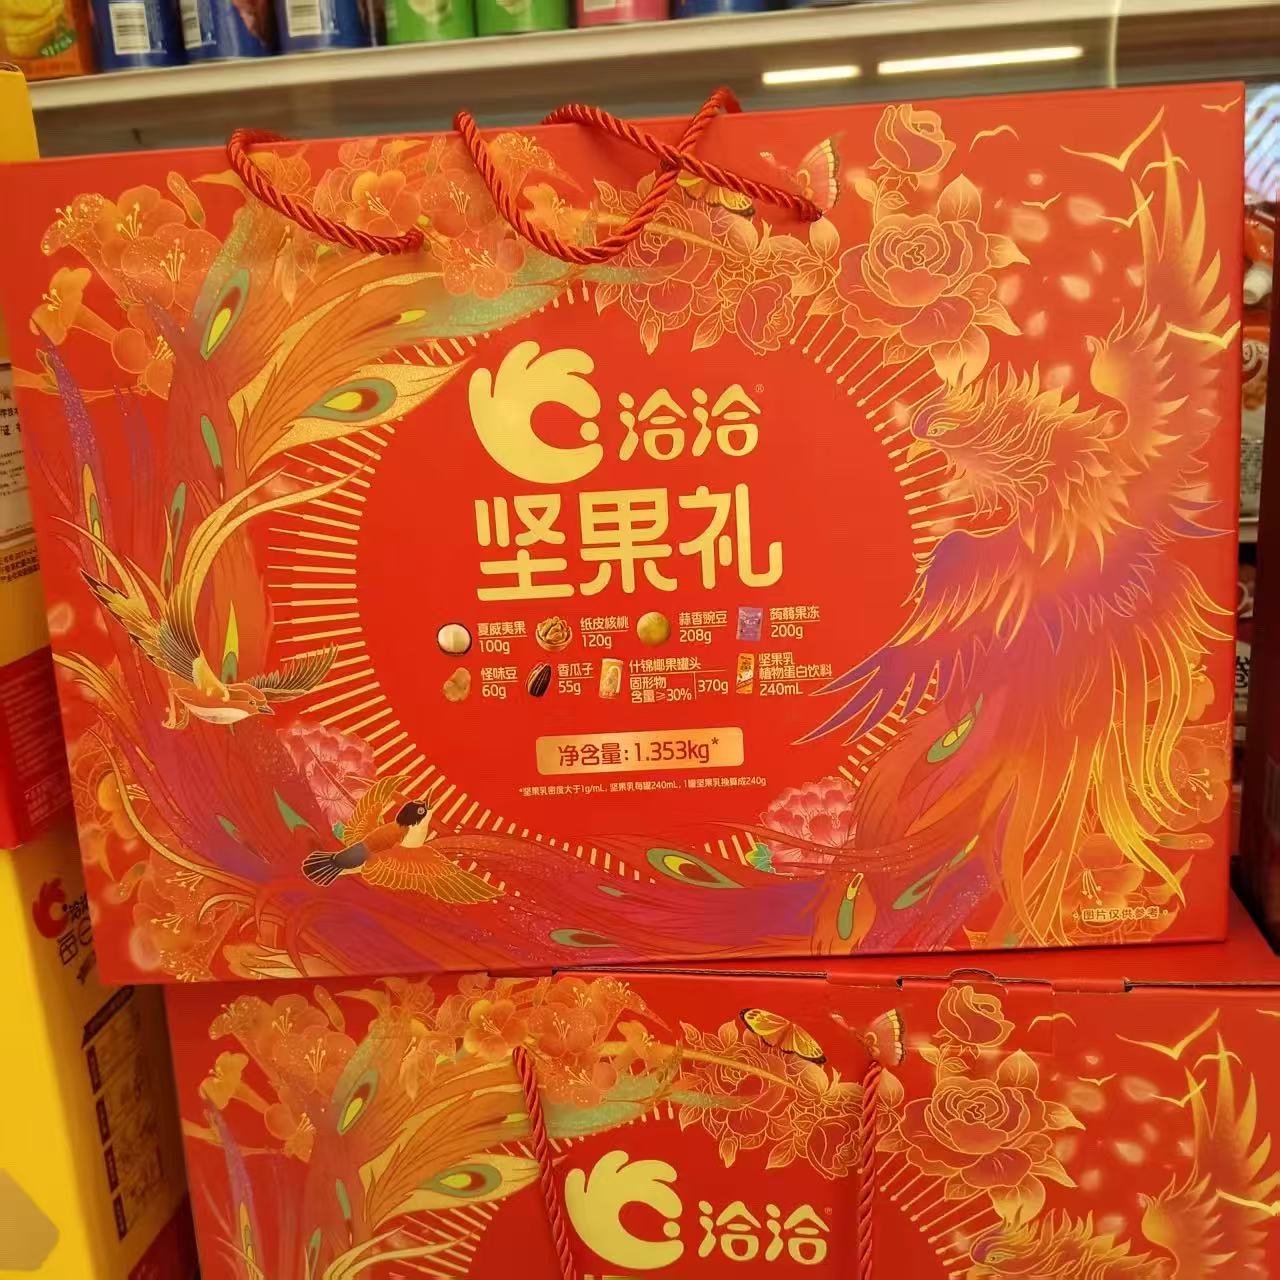 洽洽®
坚果礼
夏威夷果
100g
纸皮核桃
120g
蒜香豌豆
208g
蒟蒻果冻
200g
怪味豆
60g
香瓜子
55g
什锦椰果罐头
固形物
含量≥30%
370g
坚果乳
植物蛋白饮料
240mL
净含量:1.353kg*
*坚果乳密度大于1g/mL, 坚果乳每罐240mL, 1罐坚果乳换算成240g
·图片仅供参考·
洽洽
洽洽®